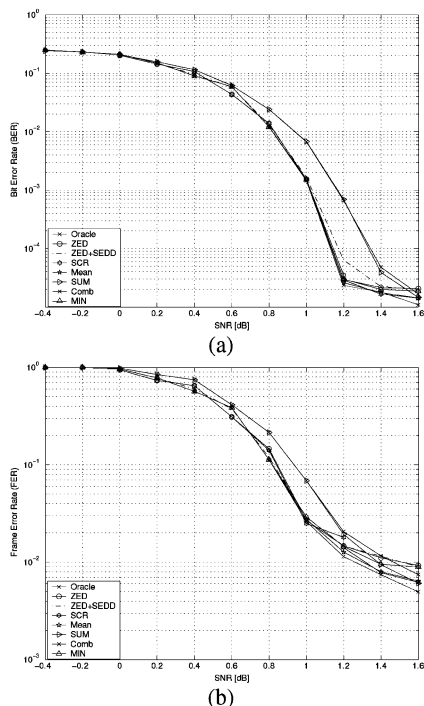 10^0
10^-1
10^-2
10^-3
10^-4
Bit Error Rate (BER)
Oracle
ZED
ZED+SEDD
SCR
Mean
SUM
Comb
MIN
-0.4 -0.2 0 0.2 0.4 0.6 0.8 1 1.2 1.4 1.6
SNR [dB]
(a)
10^0
10^-1
10^-2
10^-3
Frame Error Rate (FER)
Oracle
ZED
ZED+SEDD
SCR
Mean
SUM
Comb
MIN
-0.4 -0.2 0 0.2 0.4 0.6 0.8 1 1.2 1.4 1.6
SNR [dB]
(b)